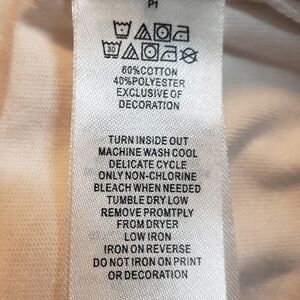 P1
30
60%COTTON
40%POLYESTER
EXCLUSIVE OF
DECORATION
TURN INSIDE OUT
MACHINE WASH COOL
DELICATE CYCLE
ONLY NON-CHLORINE
BLEACH WHEN NEEDED
TUMBLE DRY LOW
REMOVE PROMPTLY
FROM DRYER
LOW IRON
IRON ON REVERSE
DO NOT IRON ON PRINT
OR DECORATION